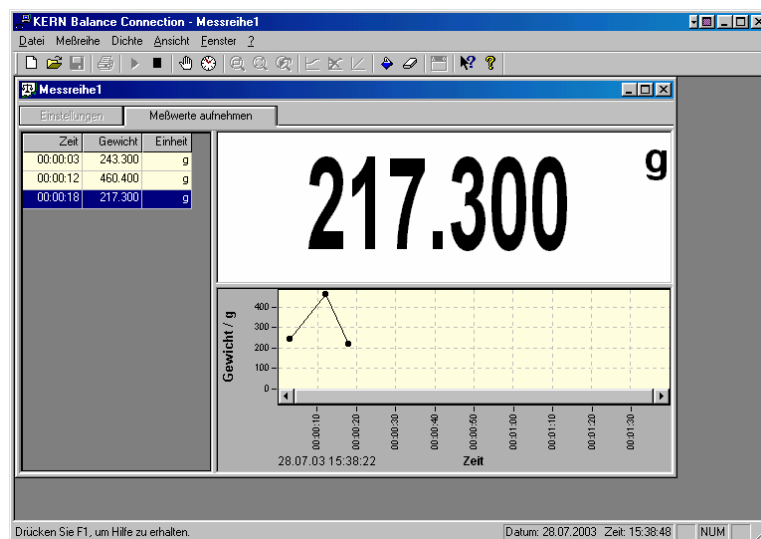 KERN Balance Connection - Messreihe1
Datei Meßreihe Dichte Ansicht Fenster ?
Messreihe1
Einstellungen Meßwerte aufnehmen
Zeit Gewicht Einheit
00:00:03 243.300 g
00:00:12 460.400 g
00:00:18 217.300 g
217.300 g
Gewicht / g
400
300
200
100
0
00:00:10 00:00:20 00:00:30 00:00:40 00:00:50 00:01:00 00:01:10 00:01:20 00:01:30
28.07.03 15:38:22 Zeit
Drücken Sie F1, um Hilfe zu erhalten. Datum: 28.07.2003 Zeit: 15:38:48 NUM